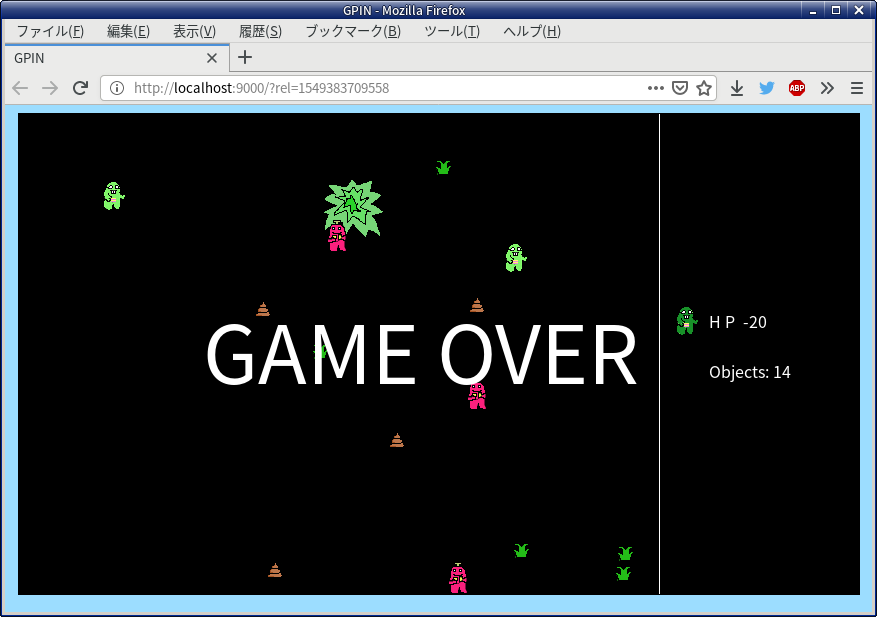 GPIN - Mozilla Firefox
ファイル(F) 編集(E) 表示(V) 履歴(S) ブックマーク(B) ツール(T) ヘルプ(H)
GPIN
http://localhost:9000/?rel=1549383709558
ABP
GAME OVER
H P -20
Objects: 14